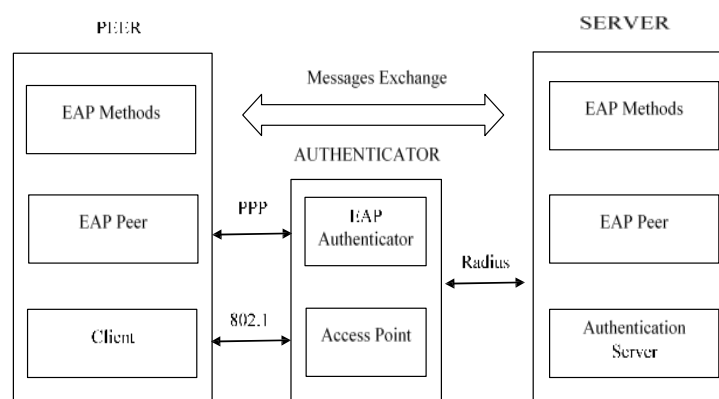 PEER
SERVER
Messages Exchange
EAP Methods
EAP Methods
AUTHENTICATOR
EAP Peer
PPP
EAP
Authenticator
EAP Peer
Radius
Client
802.1
Access Point
Authentication
Server